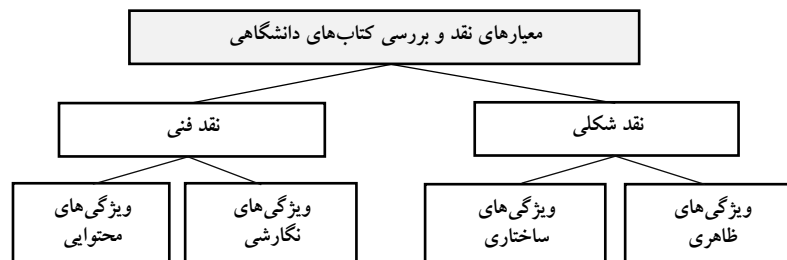 معیارهای نقد و بررسی کتاب‌های دانشگاهی
نقد شکلی
نقد فنی
ویژگی‌های
ظاهری
ویژگی‌های
ساختاری
ویژگی‌های
نگارشی
ویژگی‌های
محتوایی